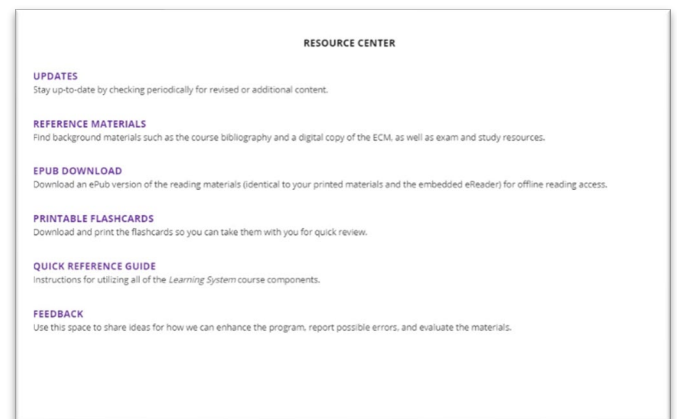 RESOURCE CENTER
UPDATES
Stay up-to-date by checking periodically for revised or additional content.
REFERENCE MATERIALS
Find background materials such as the course bibliography and a digital copy of the ECM, as well as exam and study resources.
EPUB DOWNLOAD
Download an ePub version of the reading materials (identical to your printed materials and the embedded eReader) for offline reading access.
PRINTABLE FLASHCARDS
Download and print the flashcards so you can take them with you for quick review.
QUICK REFERENCE GUIDE
Instructions for utilizing all of the Learning System course components.
FEEDBACK
Use this space to share ideas for how we can enhance the program, report possible errors, and evaluate the materials.